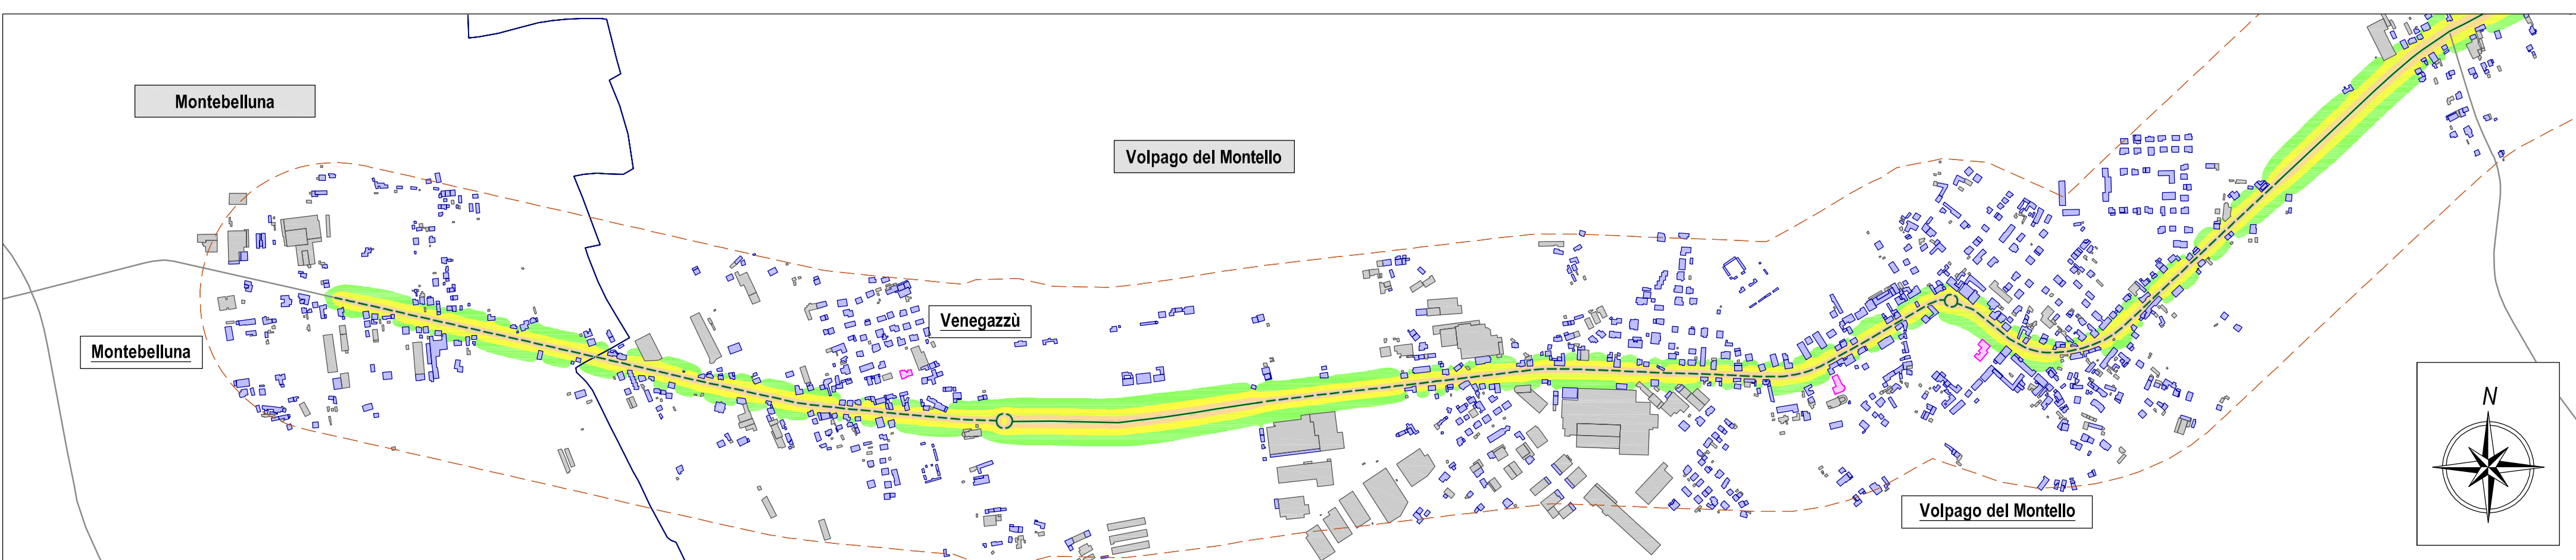 Montebelluna
Volpago del Montello
Venegazzù
Montebelluna
N
Volpago del Montello